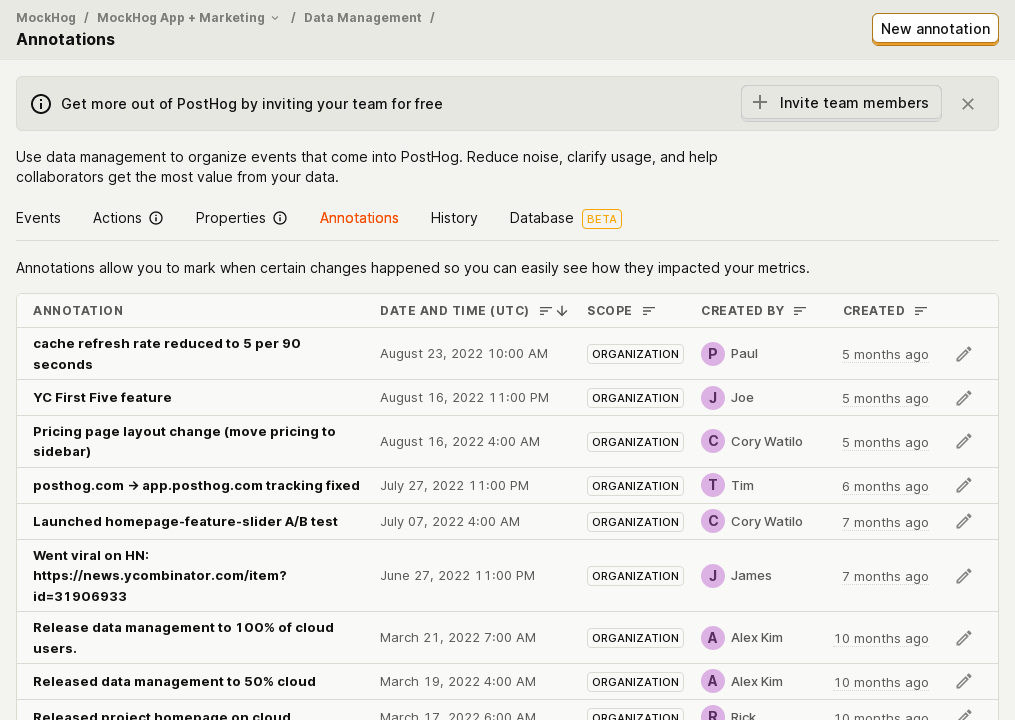 MockHog / MockHog App + Marketing / Data Management /
Annotations
New annotation
Get more out of PostHog by inviting your team for free
Invite team members
Use data management to organize events that come into PostHog. Reduce noise, clarify usage, and help
collaborators get the most value from your data.
Events Actions Properties Annotations History Database BETA
Annotations allow you to mark when certain changes happened so you can easily see how they impacted your metrics.
ANNOTATION DATE AND TIME (UTC) SCOPE CREATED BY CREATED
cache refresh rate reduced to 5 per 90
seconds
August 23, 2022 10:00 AM ORGANIZATION P Paul 5 months ago
YC First Five feature August 16, 2022 11:00 PM ORGANIZATION J Joe 5 months ago
Pricing page layout change (move pricing to
sidebar)
August 16, 2022 4:00 AM ORGANIZATION C Cory Watilo 5 months ago
posthog.com → app.posthog.com tracking fixed July 27, 2022 11:00 PM ORGANIZATION T Tim 6 months ago
Launched homepage-feature-slider A/B test July 07, 2022 4:00 AM ORGANIZATION C Cory Watilo 7 months ago
Went viral on HN:
https://news.ycombinator.com/item?
id=31906933
June 27, 2022 11:00 PM ORGANIZATION J James 7 months ago
Release data management to 100% of cloud
users.
March 21, 2022 7:00 AM ORGANIZATION A Alex Kim 10 months ago
Released data management to 50% cloud March 19, 2022 4:00 AM ORGANIZATION A Alex Kim 10 months ago
Released project homepage on cloud March 17, 2022 6:00 AM ORGANIZATION R Rick 10 months ago